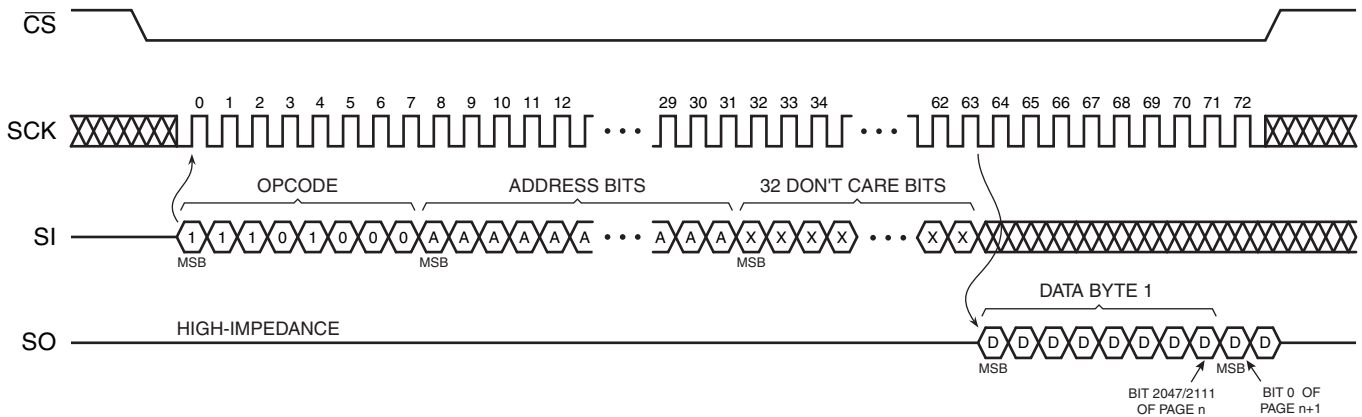 CS
0 1 2 3 4 5 6 7 8 9 10 11 12 29 30 31 32 33 34 62 63 64 65 66 67 68 69 70 71 72
SCK
OPCODE ADDRESS BITS 32 DON'T CARE BITS
SI 1 1 1 0 1 0 0 0 A A A A A A A A A X X X X X X
MSB MSB MSB
DATA BYTE 1
HIGH-IMPEDANCE
SO D D D D D D D D D D
MSB MSB
BIT 2047/2111
OF PAGE n
BIT 0 OF
PAGE n+1